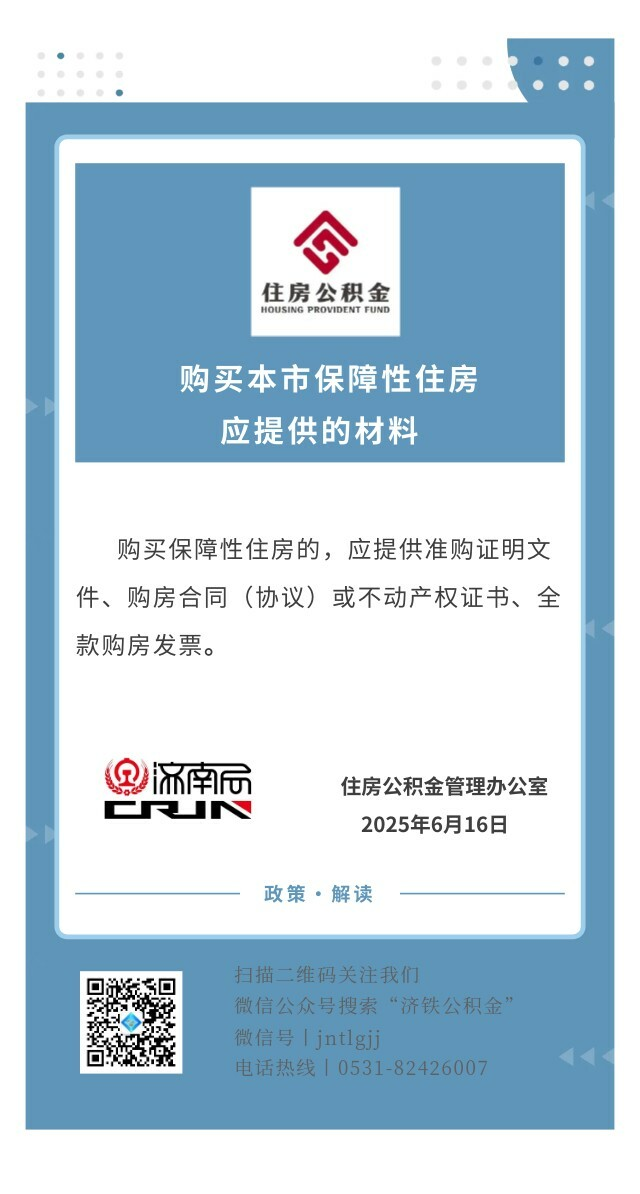 住房公积金
HOUSING PROVIDENT FUND
购买本市保障性住房
应提供的材料
购买保障性住房的，应提供准购证明文
件、购房合同（协议）或不动产权证书、全
款购房发票。
济南局
CRJN
住房公积金管理办公室
2025年6月16日
政策·解读
扫描二维码关注我们
微信公众号搜索“济铁公积金”
微信号丨jntlgjj
电话热线丨0531-82426007